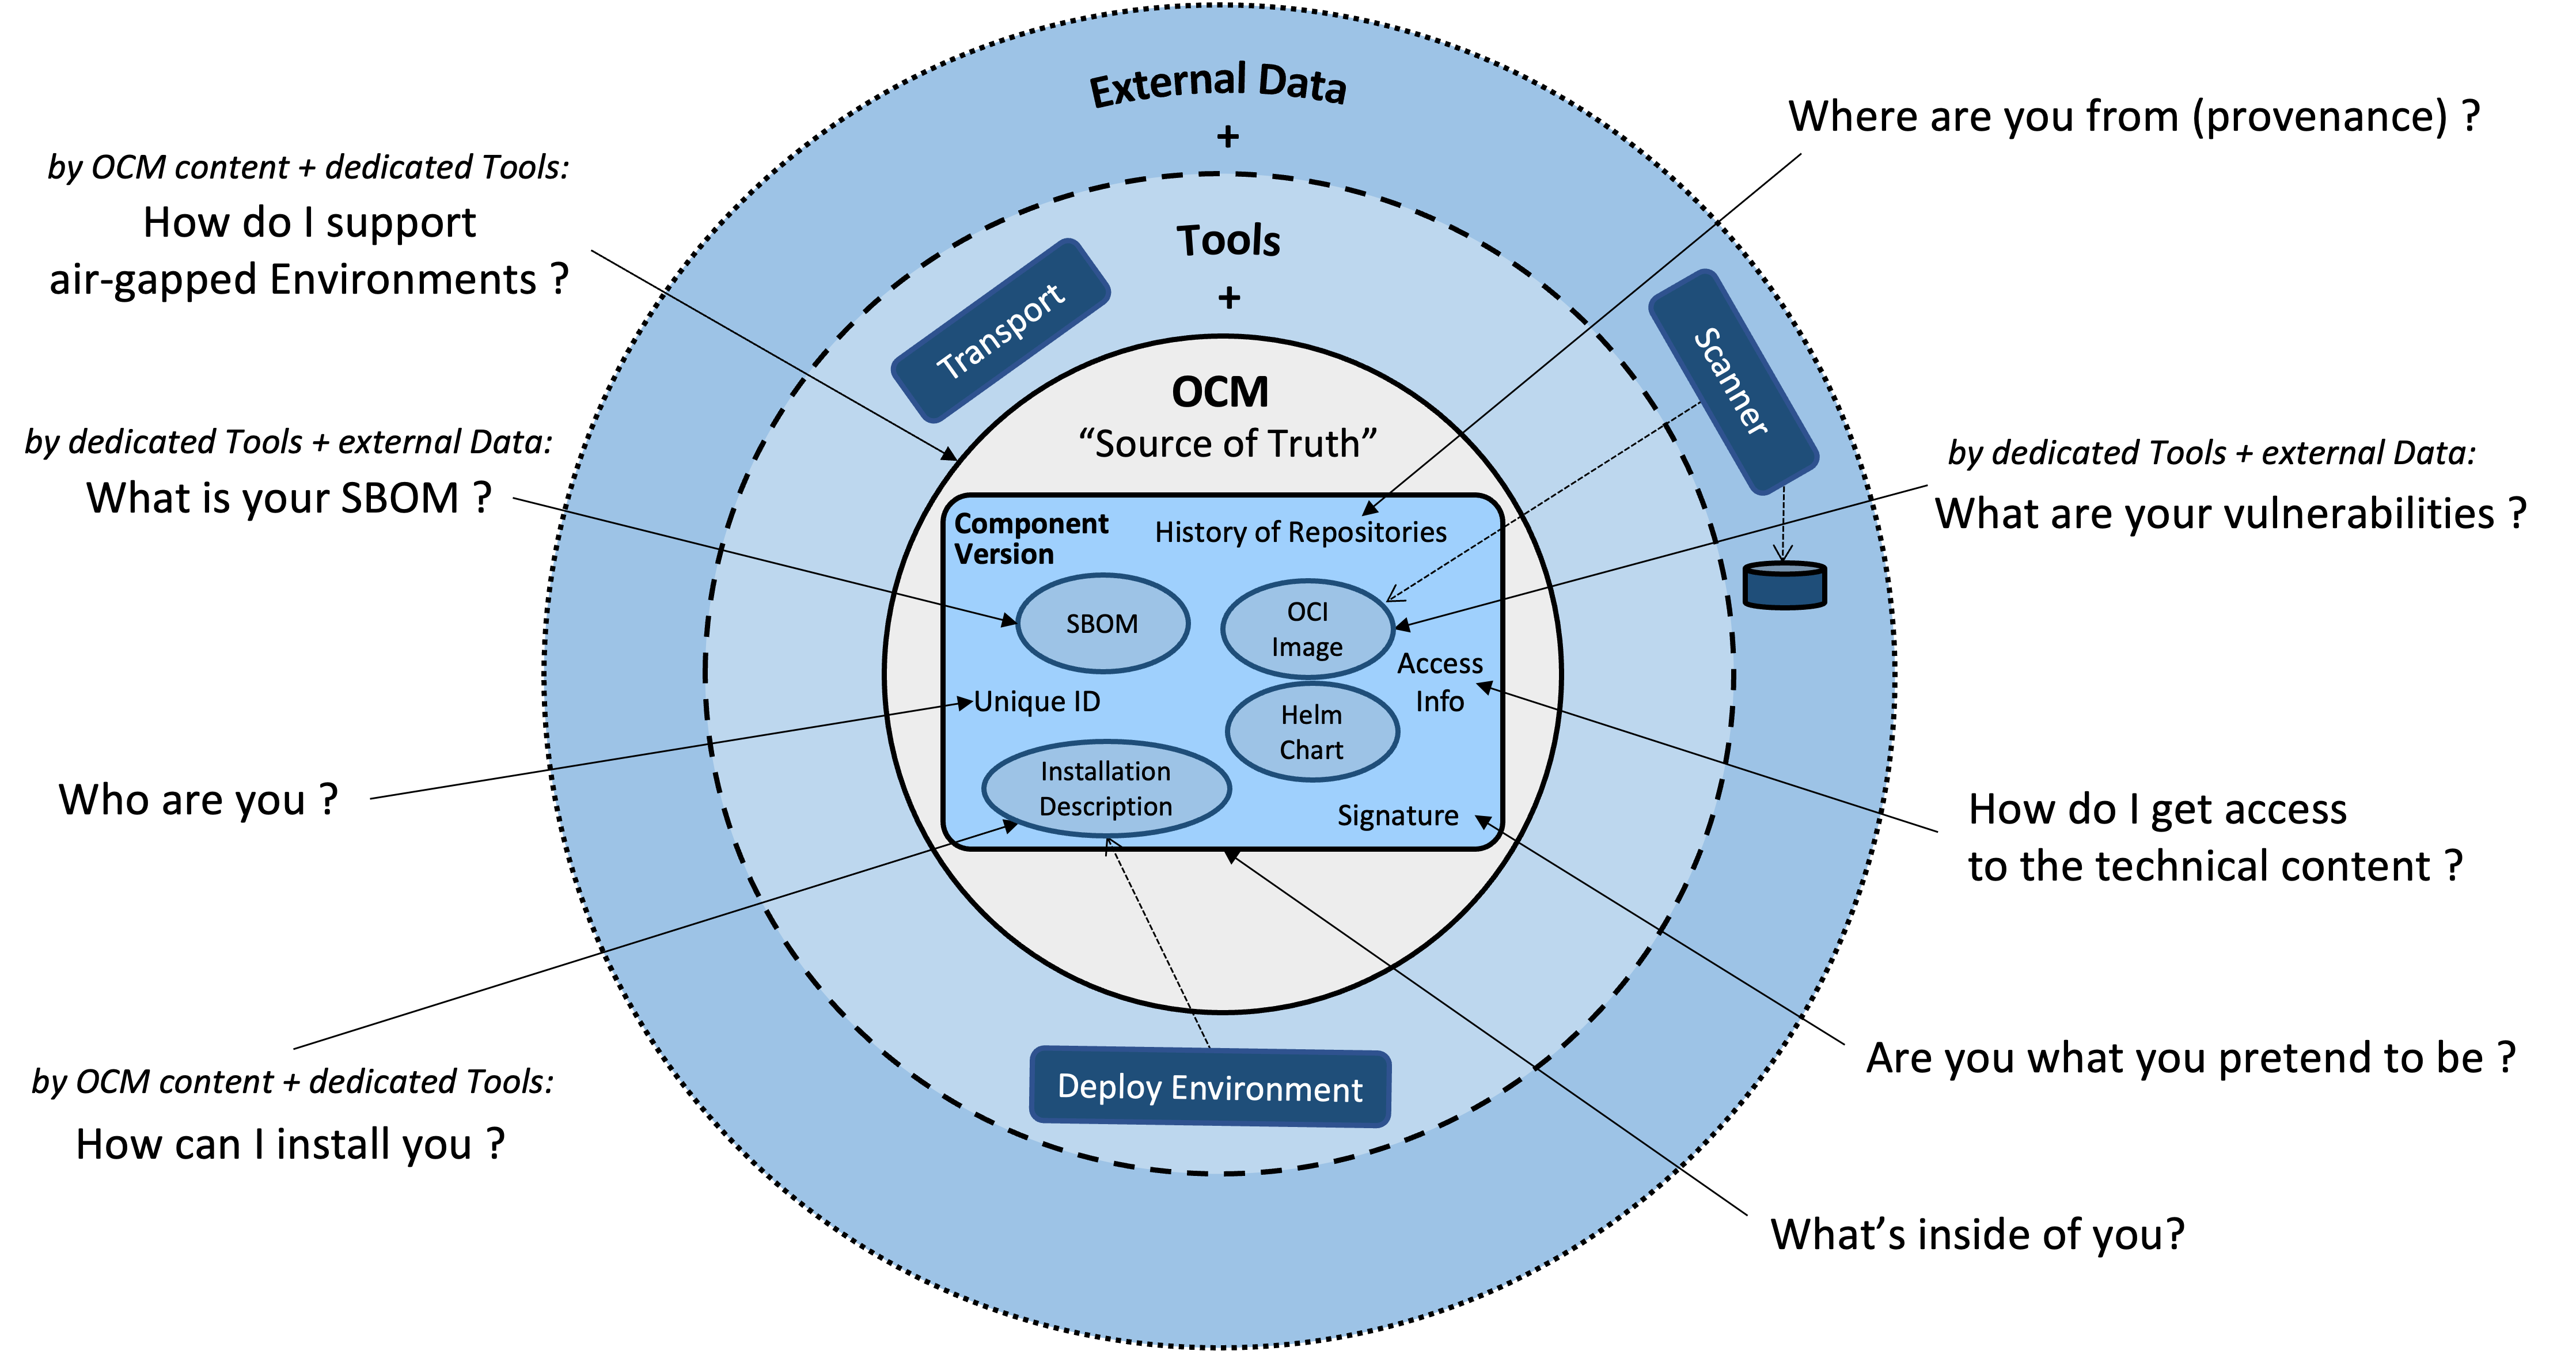 External Data
+
Tools
+
OCM
“Source of Truth”
Transport
Scanner
Component
Version
History of Repositories
SBOM
OCI
Image
Access
Info
Unique ID
Helm
Chart
Installation
Description
Signature
Deploy Environment
by OCM content + dedicated Tools:
How do I support
air-gapped Environments ?
by dedicated Tools + external Data:
What is your SBOM ?
Who are you ?
by OCM content + dedicated Tools:
How can I install you ?
Where are you from (provenance) ?
by dedicated Tools + external Data:
What are your vulnerabilities ?
How do I get access
to the technical content ?
Are you what you pretend to be ?
What’s inside of you?